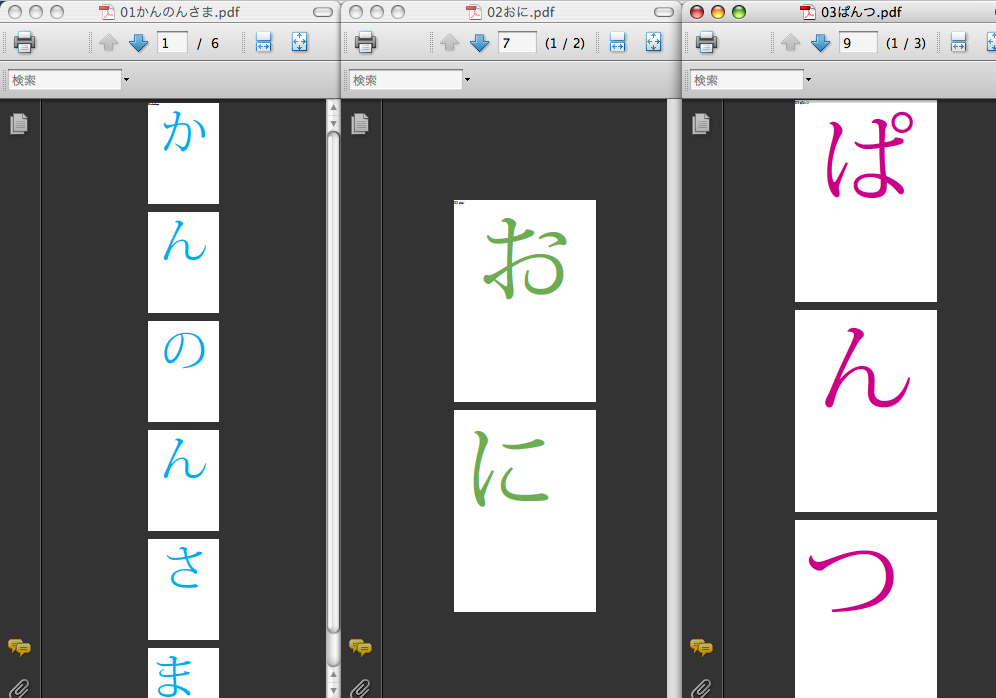 01かんのんさま.pdf
1 / 6
検索
か
ん
の
ん
さ
ま
02おに.pdf
7 (1 / 2)
検索
お
に
03ぱんつ.pdf
9 (1 / 3)
検索
ぱ
ん
つ